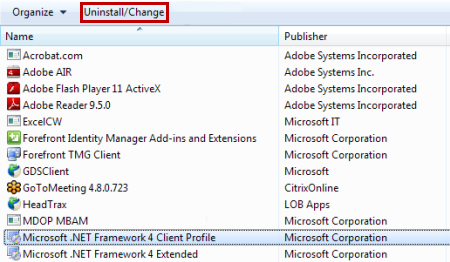 Organize Uninstall/Change
Name Publisher
Acrobat.com Adobe Systems Incorporated
Adobe AIR Adobe Systems Inc.
Adobe Flash Player 11 ActiveX Adobe Systems Incorporated
Adobe Reader 9.5.0 Adobe Systems Incorporated
ExcelCW Microsoft IT
Forefront Identity Manager Add-ins and Extensions Microsoft Corporation
Forefront TMG Client Microsoft Corporation
GDSClient Microsoft
GoToMeeting 4.8.0.723 CitrixOnline
HeadTrax LOB Apps
MDOP MBAM Microsoft Corporation
Microsoft .NET Framework 4 Client Profile Microsoft Corporation
Microsoft .NET Framework 4 Extended Microsoft Corporation